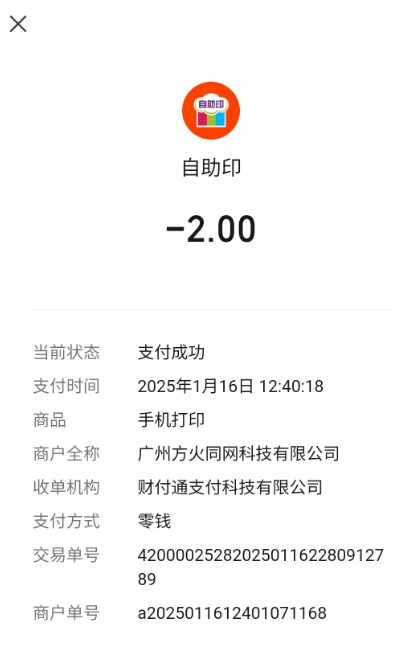 自助印
自助印
-2.00
当前状态 支付成功
支付时间 2025年1月16日 12:40:18
商品 手机打印
商户全称 广州方火同网科技有限公司
收单机构 财付通支付科技有限公司
支付方式 零钱
交易单号 42000025282025011622809127
89
商户单号 a2025011612401071168